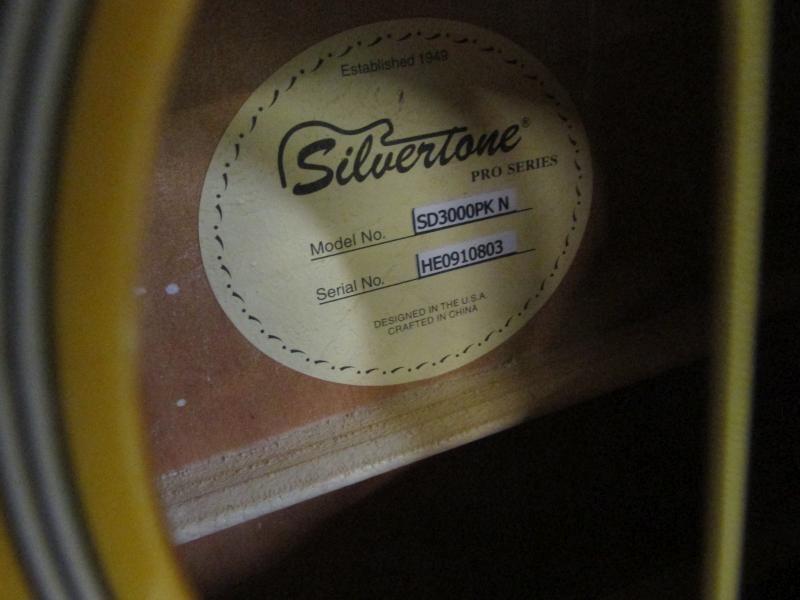 Established 1949
Silvertone®
PRO SERIES
Model No. SD3000PK N
Serial No. HE0910803
DESIGNED IN THE U.S.A.
CRAFTED IN CHINA